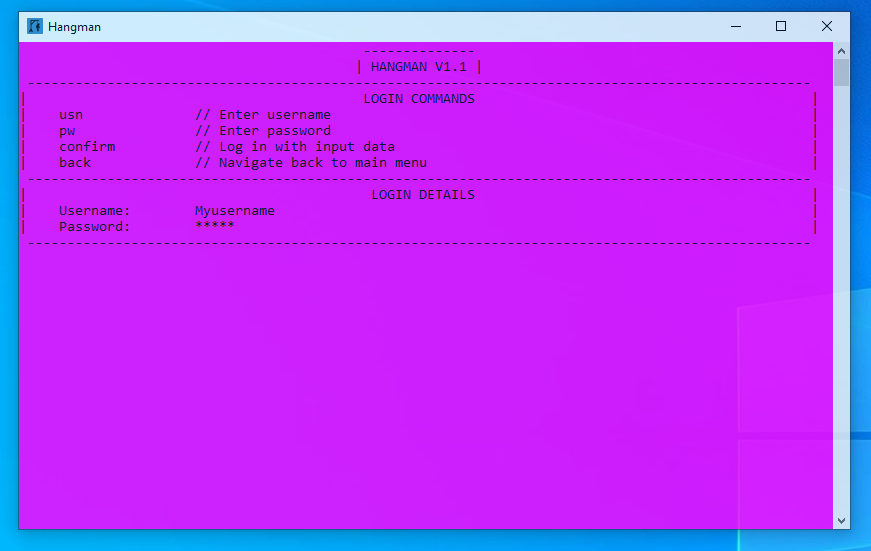 Hangman
--------------
| HANGMAN V1.1 |
--------------------------------------------------------------------------------------------------
| LOGIN COMMANDS |
| usn // Enter username |
| pw // Enter password |
| confirm // Log in with input data |
| back // Navigate back to main menu |
--------------------------------------------------------------------------------------------------
| LOGIN DETAILS |
| Username: Myusername |
| Password: ***** |
--------------------------------------------------------------------------------------------------